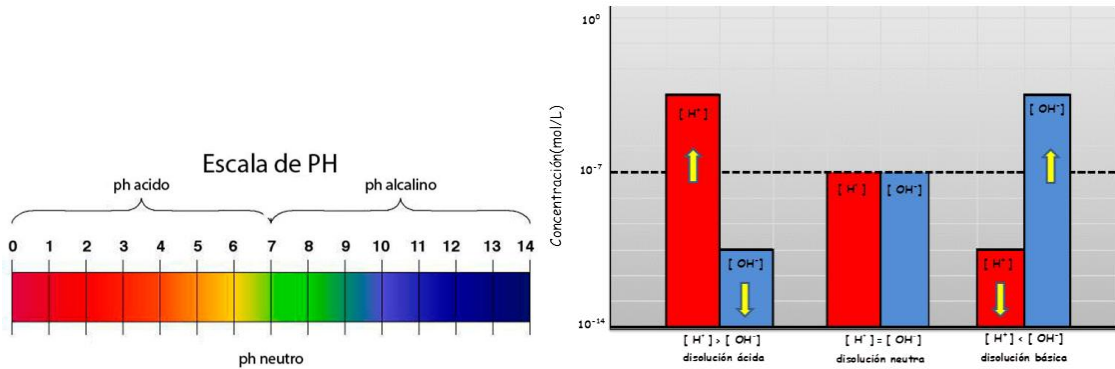 Escala de PH
ph acido
ph alcalino
0 1 2 3 4 5 6 7 8 9 10 11 12 13 14
ph neutro
10⁰
10⁻⁷
10⁻¹⁴
Concentración(mol/L)
[ H⁺]
[ OH⁻]
[ H⁺]
[ OH⁻]
[ H⁺]
[ OH⁻]
[ H⁺] > [ OH⁻]
disolución ácida
[ H⁺] = [ OH⁻]
disolución neutra
[ H⁺] < [ OH⁻]
disolución básica